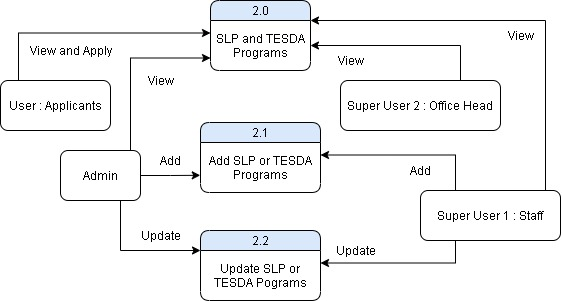 2.0
SLP and TESDA
Programs
View and Apply
View
View
View
User : Applicants
Super User 2 : Office Head
2.1
Add SLP or TESDA
Programs
Add
Add
Admin
Super User 1 : Staff
2.2
Update SLP or
TESDA Pograms
Update
Update